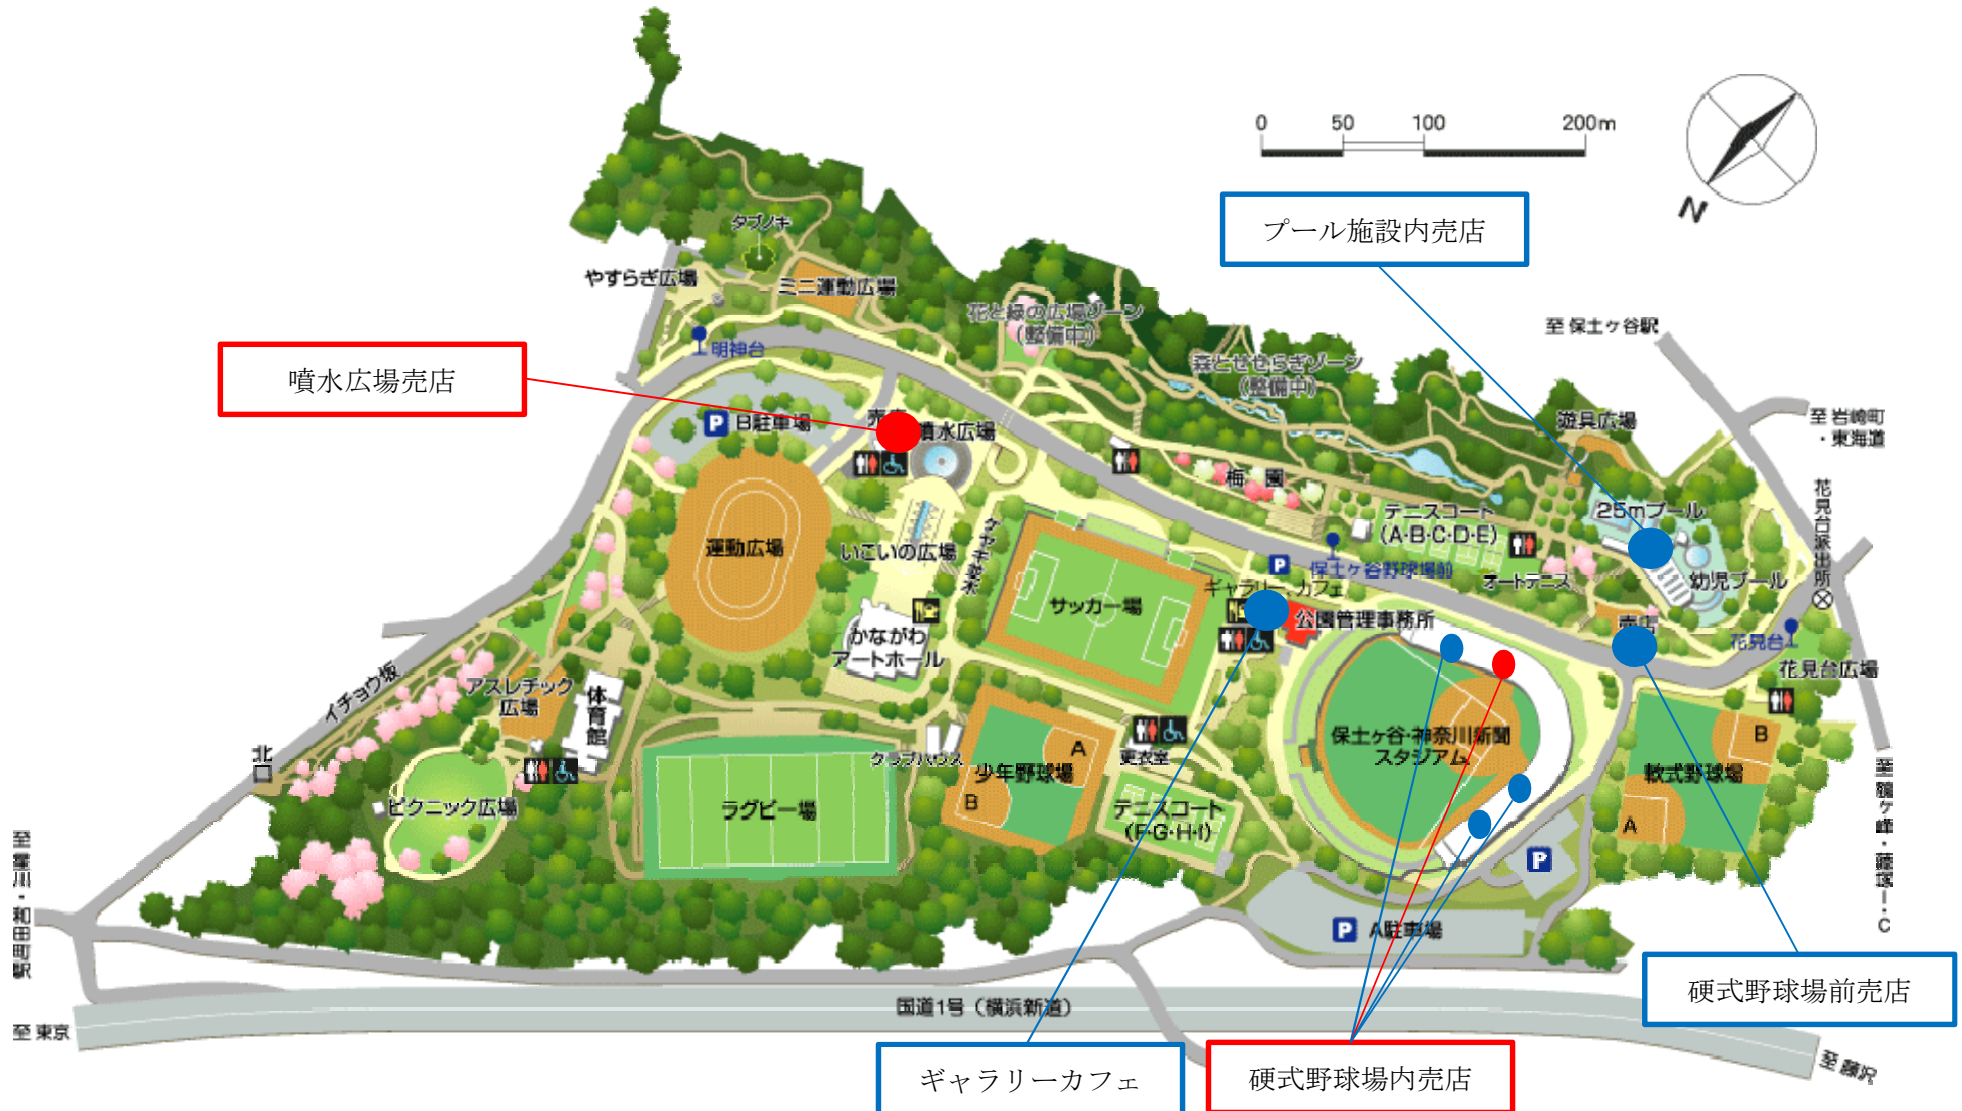 0 50 100 200m
N
プール施設内売店
タブノキ
やすらぎ広場
ミニ運動広場
花と緑の広場ゾーン
(整備中)
至 保土ヶ谷駅
明神台
森とせせらぎゾーン
(整備中)
噴水広場売店
至 岩崎町
・東海道
遊具広場
P B駐車場
売店
噴水広場
梅園
花見台派出所
25mプール
テニスコート
(A·B·C·D·E)
運動広場
いこいの広場
ケヤキ並木
P
保土ヶ谷野球場前
オートテニス
幼児プール
ギャラリー、カフェ
サッカー場
公園管理事務所
売店
かながわ
アートホール
花見台
花見台広場
イチョウ坂
アスレチック
広場
体育館
北口
クラブハウス
少年野球場
A
B
更衣室
保土ヶ谷・神奈川新聞
スタジアム
B
軟式野球場
A
ピクニック広場
ラグビー場
テニスコート
(F·G·H·I)
至 星川・和田町駅
P
P A駐車場
硬式野球場前売店
国道1号(横浜新道)
至 東京
至 藤沢
ギャラリーカフェ
硬式野球場内売店